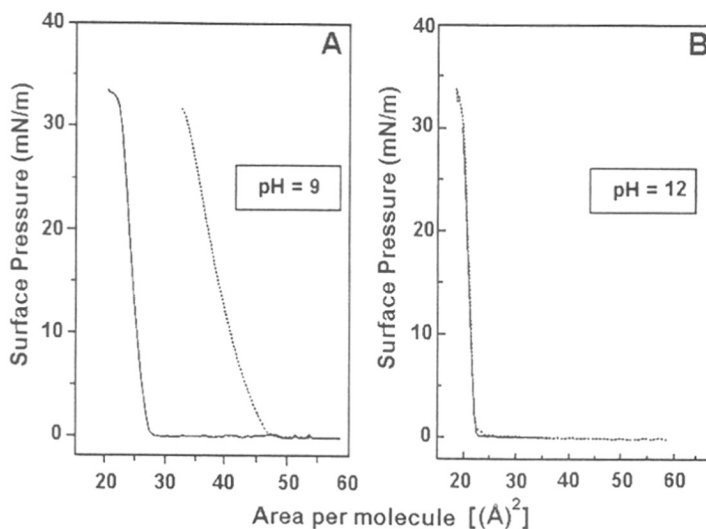 A
40
30
20
10
0
Surface Pressure (mN/m)
pH = 9
20 30 40 50 60
B
40
30
20
10
0
Surface Pressure (mN/m)
pH = 12
20 30 40 50 60
Area per molecule [(Å)²]